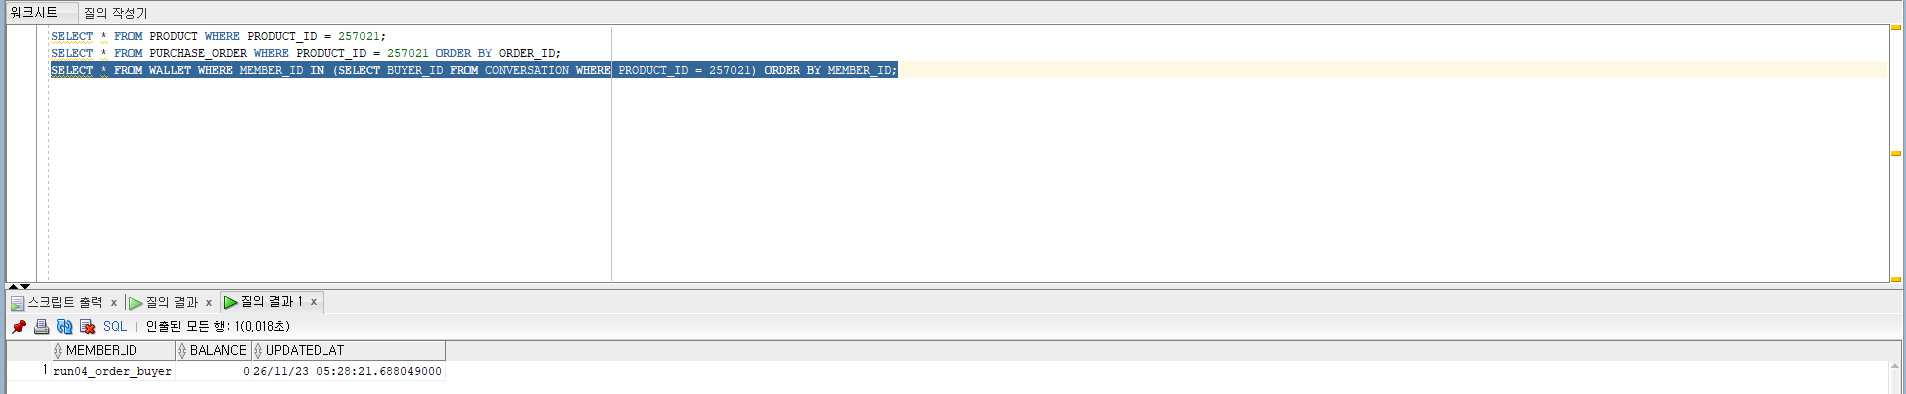 워크시트 질의 작성기
SELECT * FROM PRODUCT WHERE PRODUCT_ID = 257021;
SELECT * FROM PURCHASE_ORDER WHERE PRODUCT_ID = 257021 ORDER BY ORDER_ID;
SELECT * FROM WALLET WHERE MEMBER_ID IN (SELECT BUYER_ID FROM CONVERSATION WHERE PRODUCT_ID = 257021) ORDER BY MEMBER_ID;
스크립트 출력 x 질의 결과 x 질의 결과 1 x
SQL | 인출된 모든 행: 1(0,018초)
MEMBER_ID BALANCE UPDATED_AT
1 run04_order_buyer 0 26/11/23 05:28:21.688049000